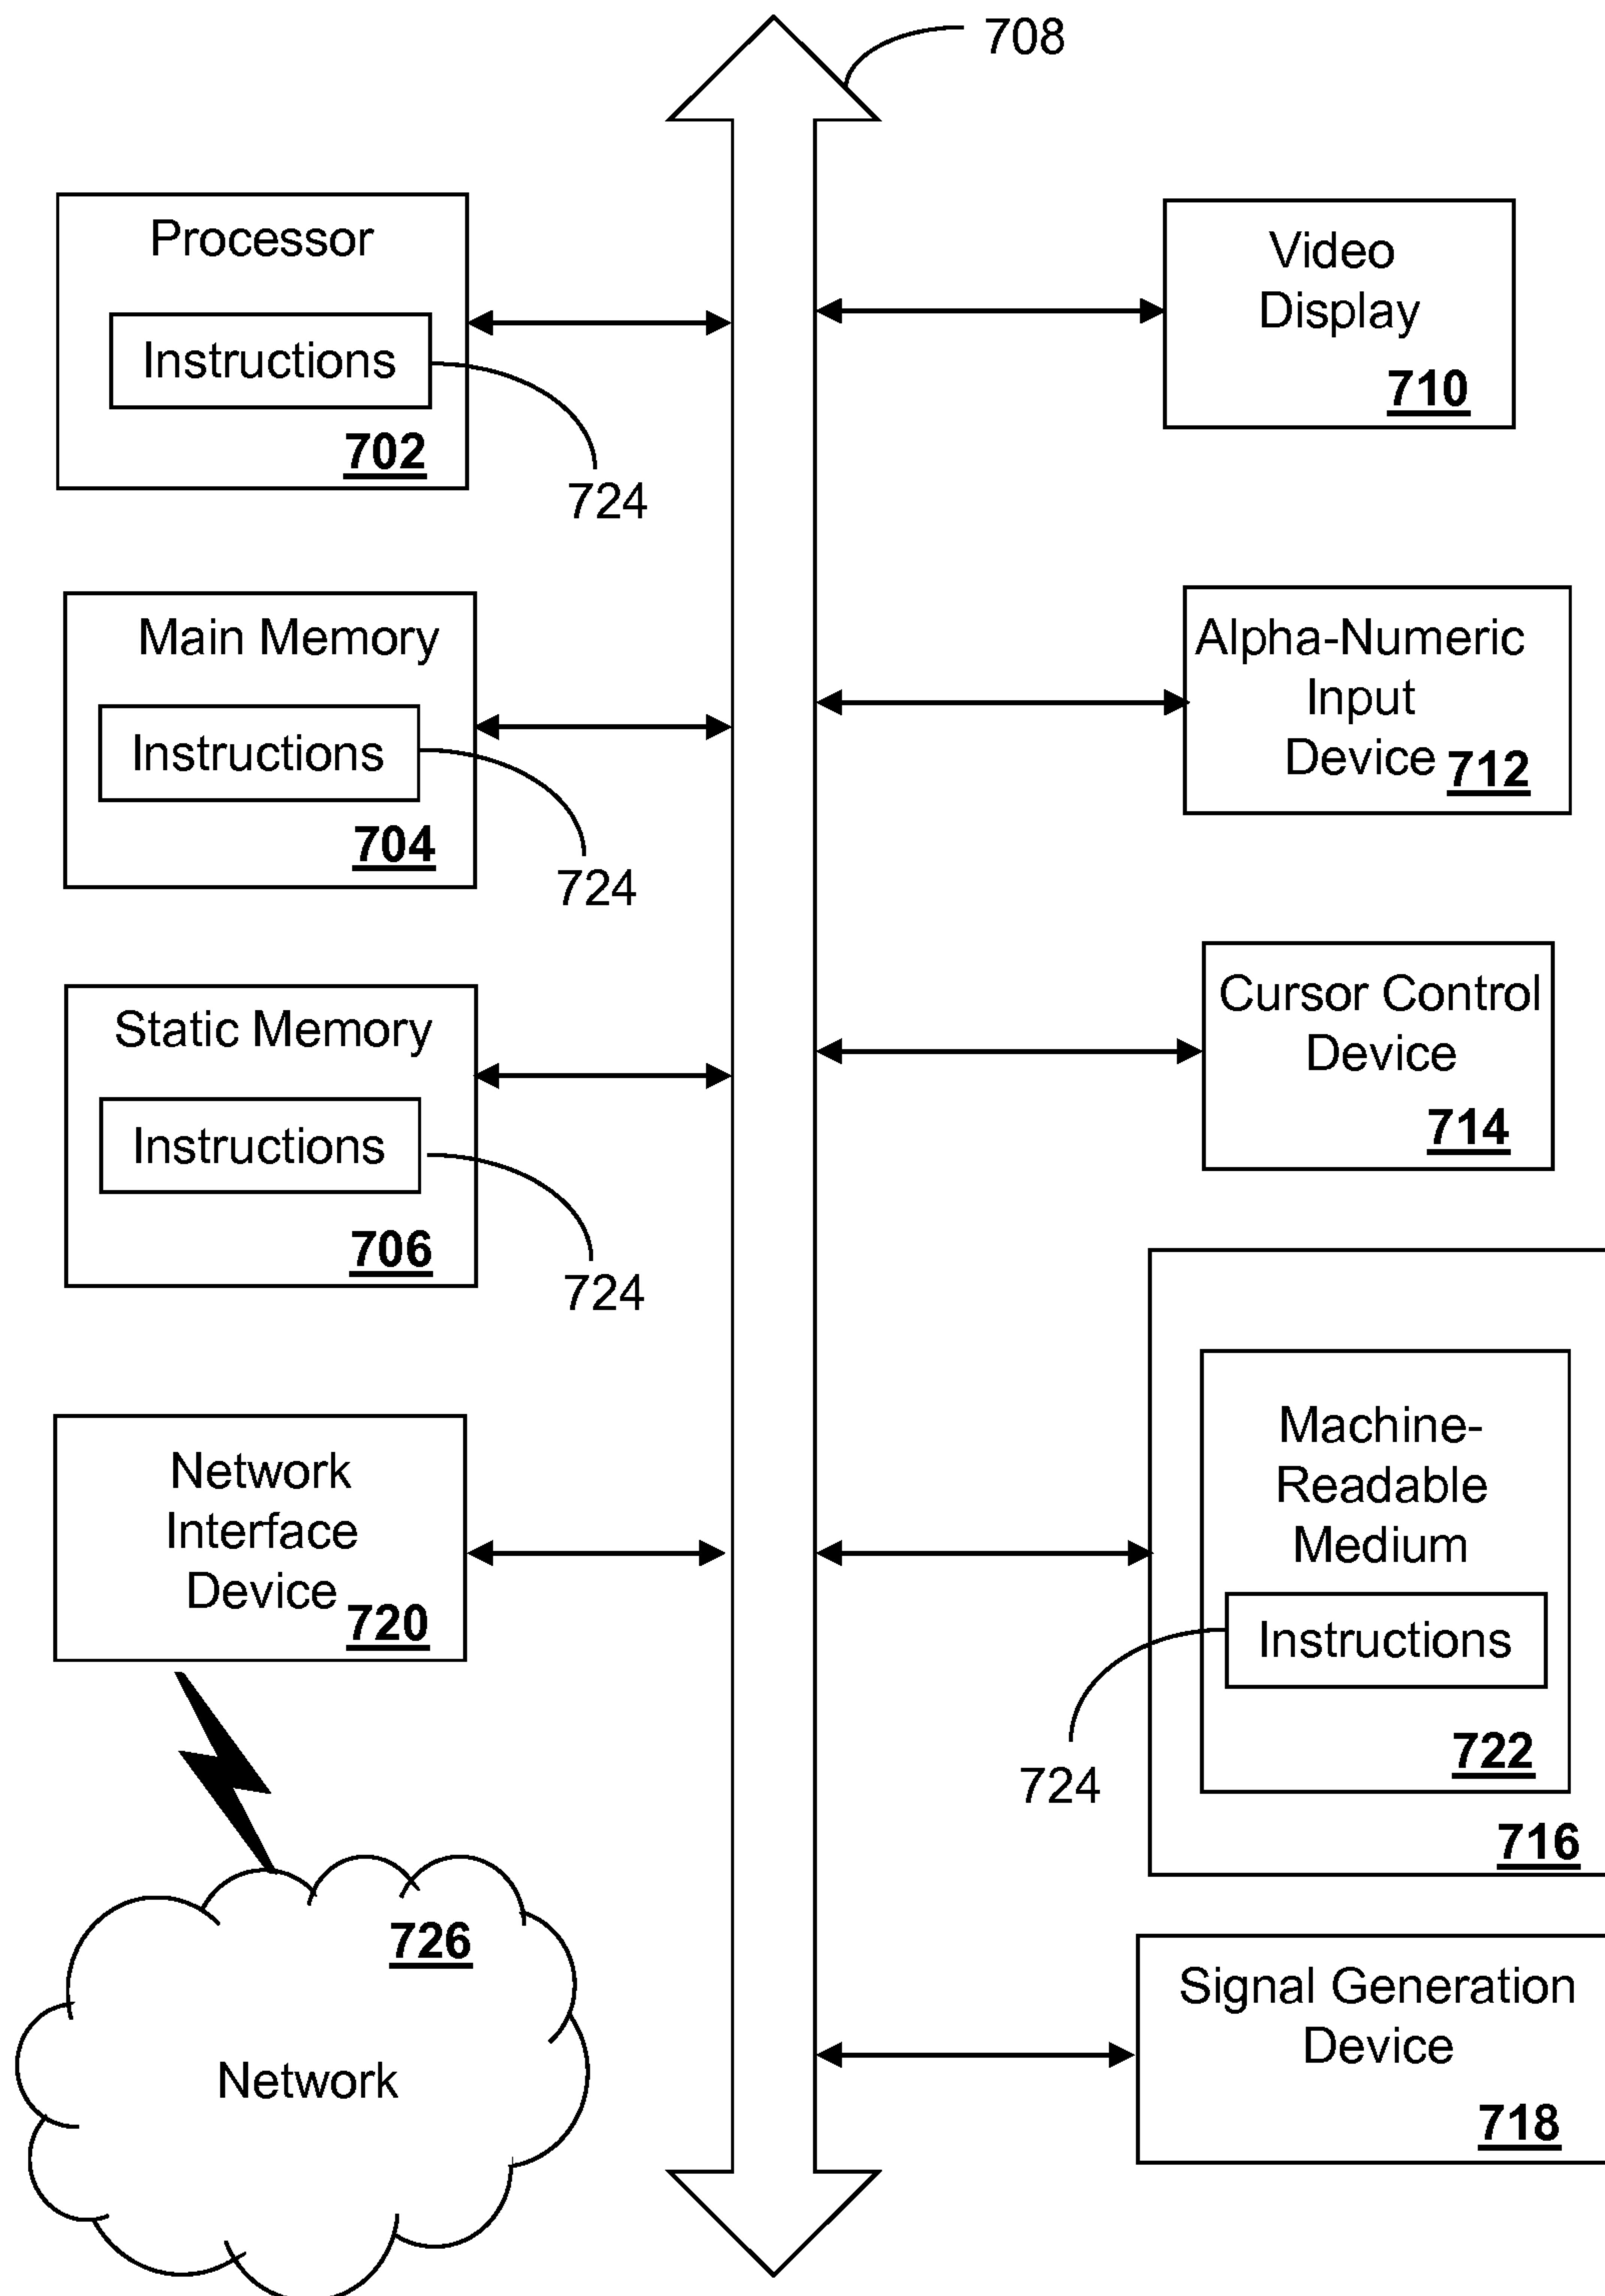 708
Processor
Instructions
702
724
Main Memory
Instructions
704
724
Static Memory
Instructions
706
724
Network
Interface
Device
720
726
Network
Video
Display
710
Alpha-Numeric
Input
Device
712
Cursor Control
Device
714
Machine-
Readable
Medium
Instructions
722
724
716
Signal Generation
Device
718